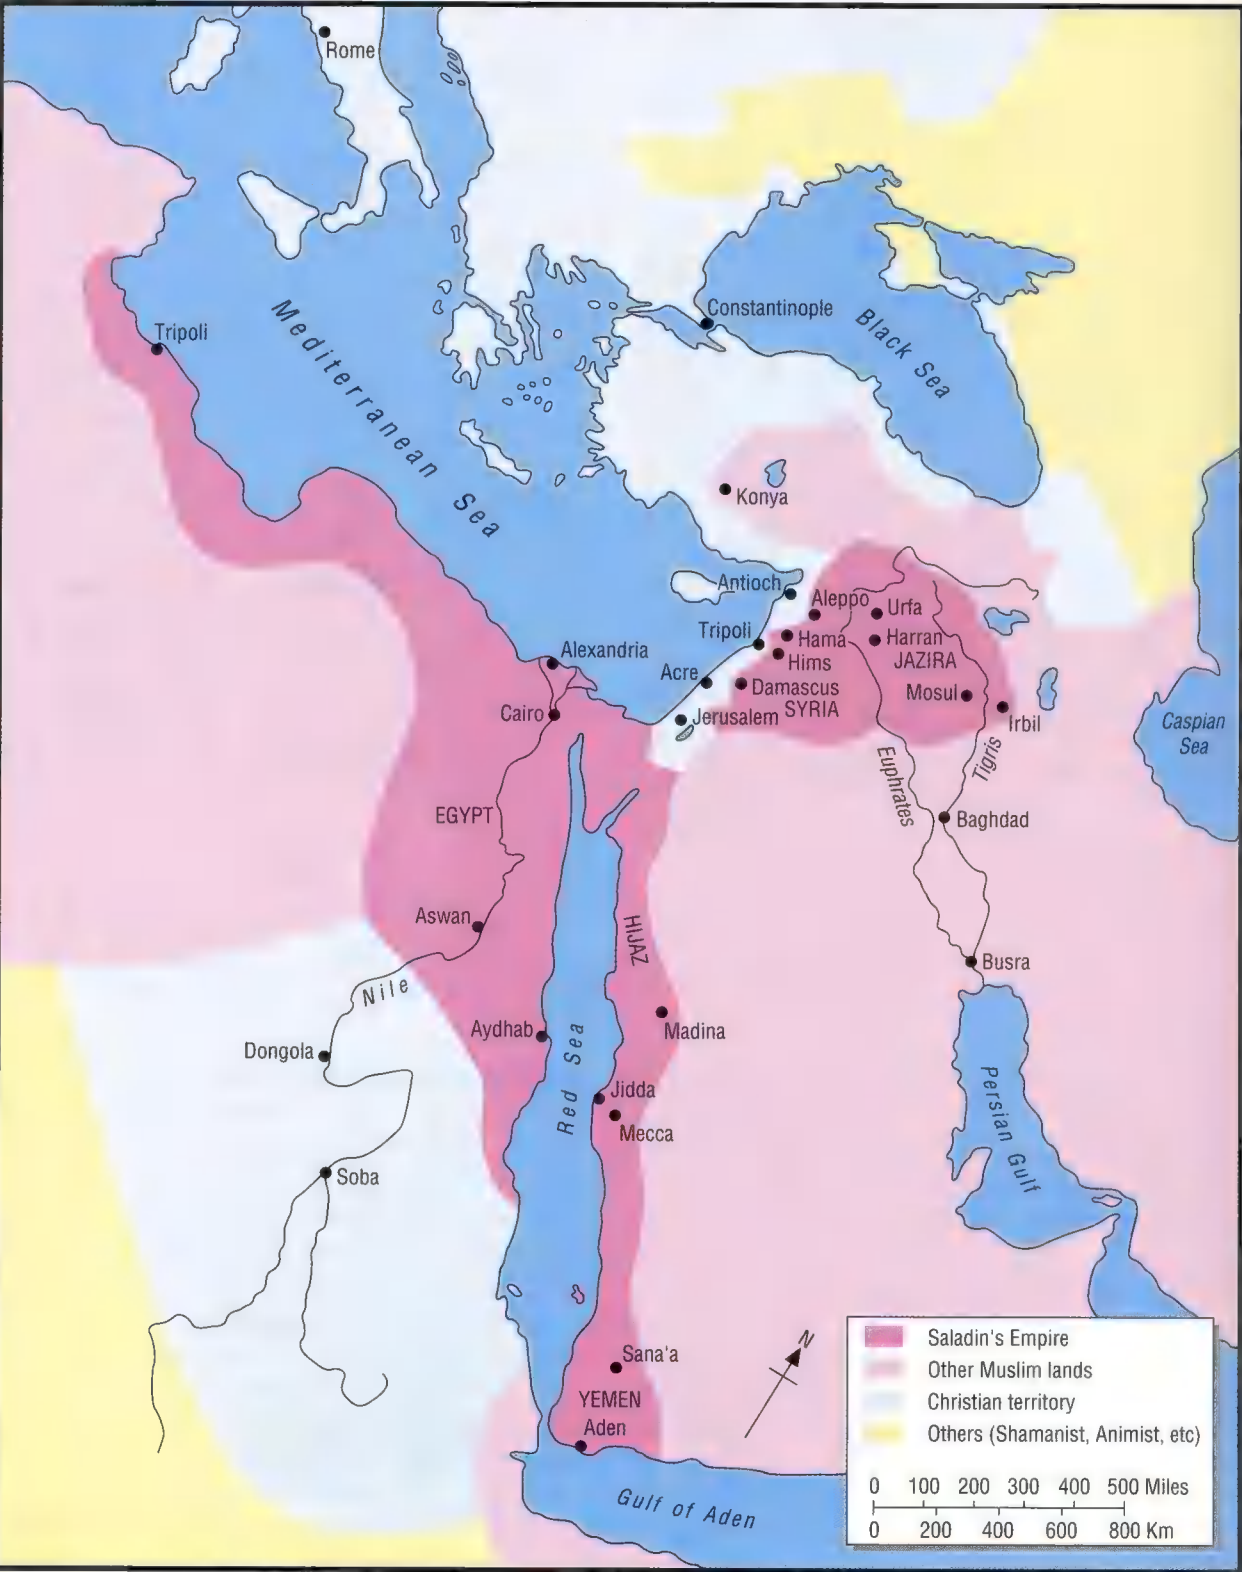 Rome
Constantinople
Black Sea
Tripoli
Mediterranean Sea
Konya
Antioch
Aleppo
Urfa
Tripoli
Hama
Harran
Hims
JAZIRA
Alexandria
Acre
Damascus
Mosul
SYRIA
Cairo
Jerusalem
Irbil
Caspian
Sea
Euphrates
Tigris
EGYPT
Baghdad
Aswan
HIJAZ
Busra
Nile
Aydhab
Red Sea
Madina
Dongola
Jidda
Mecca
Persian Gulf
Soba
N
Sana'a
YEMEN
Aden
Gulf of Aden
Saladin's Empire
Other Muslim lands
Christian territory
Others (Shamanist, Animist, etc)
0 100 200 300 400 500 Miles
0 200 400 600 800 Km